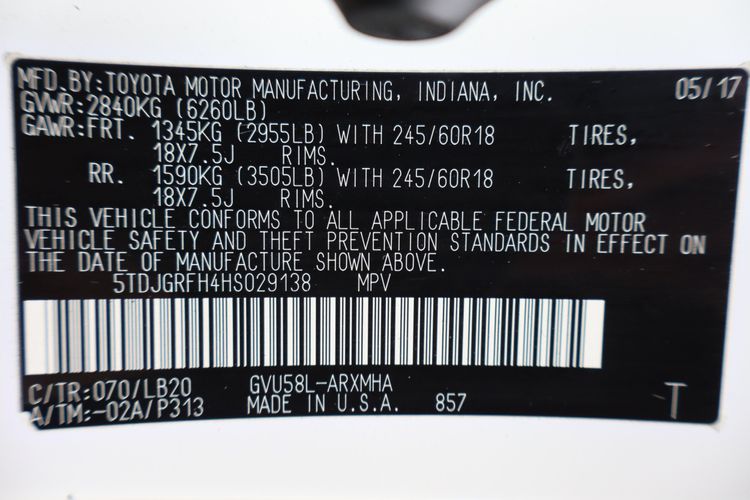 MFD.BY:TOYOTA MOTOR MANUFACTURING, INDIANA, INC. 05/17
GVWR:2840KG (6260LB)
GAWR:FRT. 1345KG (2955LB) WITH 245/60R18 TIRES,
18X7.5J RIMS.
RR. 1590KG (3505LB) WITH 245/60R18 TIRES,
18X7.5J RIMS.
THIS VEHICLE CONFORMS TO ALL APPLICABLE FEDERAL MOTOR
VEHICLE SAFETY AND THEFT PREVENTION STANDARDS IN EFFECT ON
THE DATE OF MANUFACTURE SHOWN ABOVE.
5TDJGRFH4HS029138 MPV
C/TR:070/LB20 GVU58L-ARXMHA
A/TM:-02A/P313 MADE IN U.S.A. 857 T